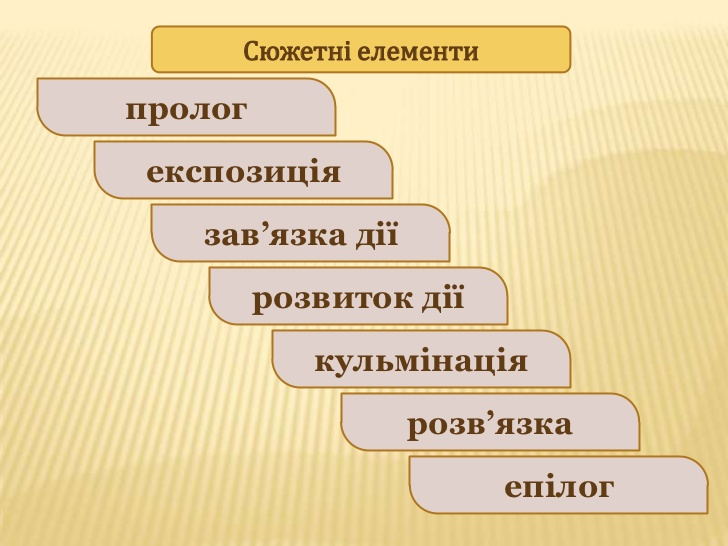 Сюжетні елементи
пролог
експозиція
зав’язка дії
розвиток дії
кульмінація
розв’язка
епілог